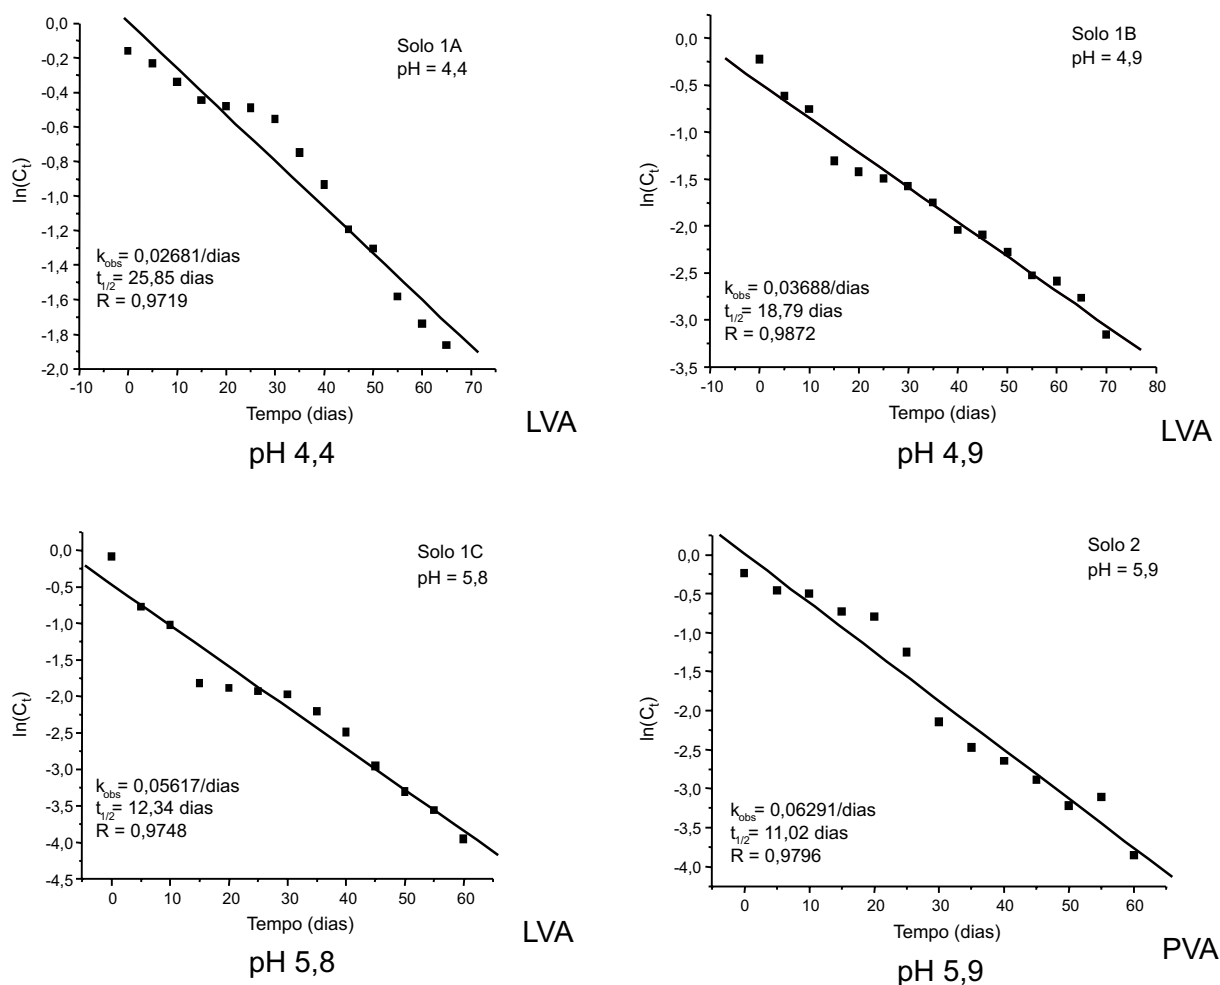 Solo 1A
pH = 4,4
0,0
-0,2
-0,4
-0,6
-0,8
-1,0
-1,2
-1,4
-1,6
-1,8
-2,0
ln(Ct)
kobs= 0,02681/dias
t1/2= 25,85 dias
R = 0,9719
-10 0 10 20 30 40 50 60 70
Tempo (dias)
LVA
pH 4,4
Solo 1B
pH = 4,9
0,0
-0,5
-1,0
-1,5
-2,0
-2,5
-3,0
-3,5
ln(Ct)
kobs= 0,03688/dias
t1/2= 18,79 dias
R = 0,9872
-10 0 10 20 30 40 50 60 70 80
Tempo (dias)
LVA
pH 4,9
Solo 1C
pH = 5,8
0,0
-0,5
-1,0
-1,5
-2,0
-2,5
-3,0
-3,5
-4,0
-4,5
ln(Ct)
kobs= 0,05617/dias
t1/2= 12,34 dias
R = 0,9748
0 10 20 30 40 50 60
Tempo (dias)
LVA
pH 5,8
Solo 2
pH = 5,9
0,0
-0,5
-1,0
-1,5
-2,0
-2,5
-3,0
-3,5
-4,0
ln(Ct)
kobs= 0,06291/dias
t1/2= 11,02 dias
R = 0,9796
0 10 20 30 40 50 60
Tempo (dias)
PVA
pH 5,9